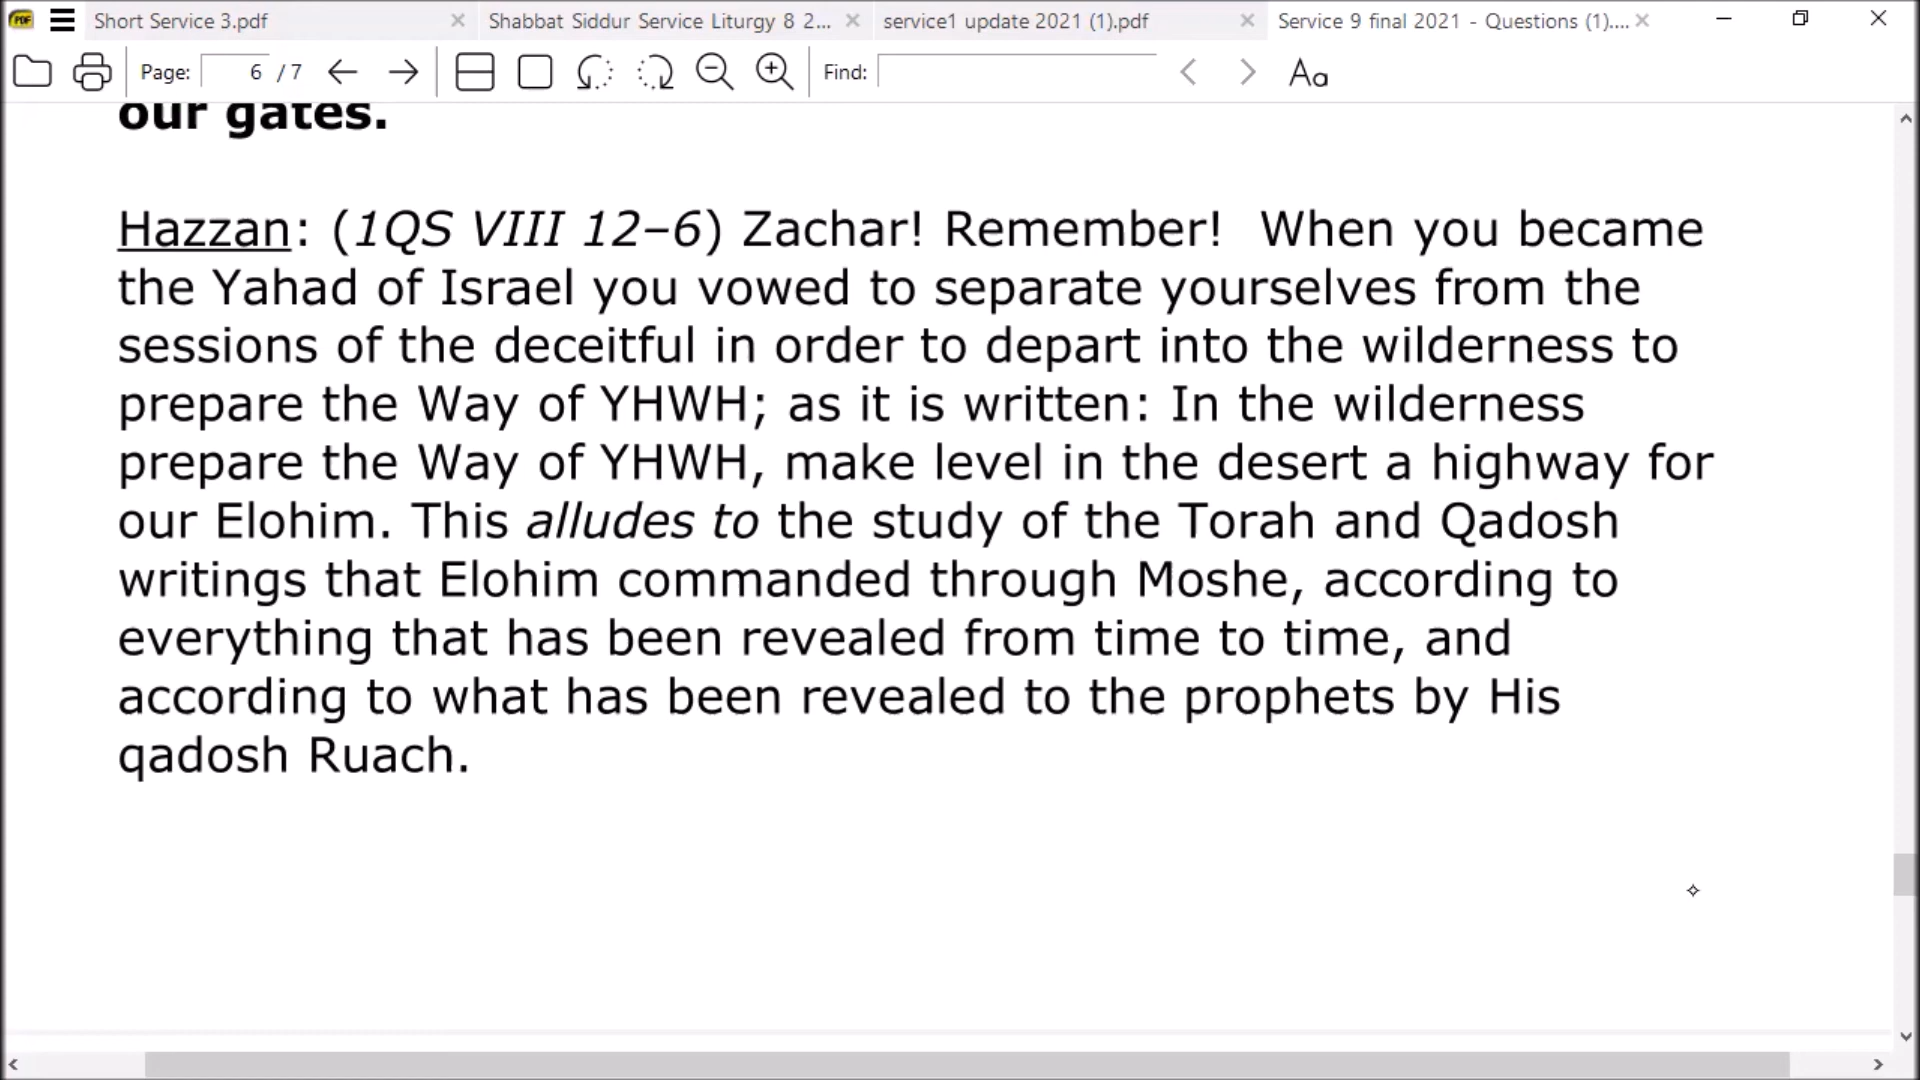 Short Service 3.pdf
Shabbat Siddur Service Liturgy 8 2...
service1 update 2021 (1).pdf
Service 9 final 2021 - Questions (1)....
Page: 6 / 7
Find:
Aa
our gates.
Hazzan: (1QS VIII 12–6) Zachar! Remember!  When you became
the Yahad of Israel you vowed to separate yourselves from the
sessions of the deceitful in order to depart into the wilderness to
prepare the Way of YHWH; as it is written: In the wilderness
prepare the Way of YHWH, make level in the desert a highway for
our Elohim. This alludes to the study of the Torah and Qadosh
writings that Elohim commanded through Moshe, according to
everything that has been revealed from time to time, and
according to what has been revealed to the prophets by His
qadosh Ruach.